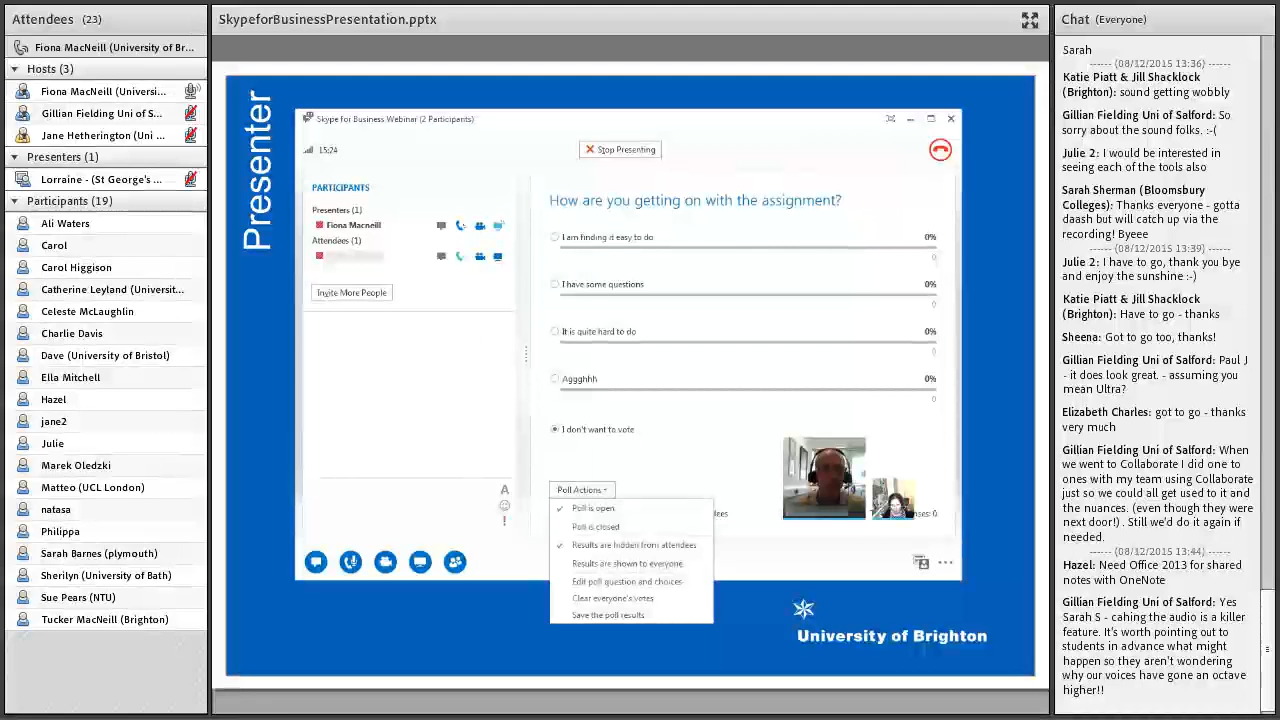 Attendees (23)
Fiona MacNeill (University of Br...
Hosts (3)
Fiona MacNeill (Universi...
Gillian Fielding Uni of S...
Jane Hetherington (Uni ...
Presenters (1)
Lorraine - (St George's ...
Participants (19)
Ali Waters
Carol
Carol Higgison
Catherine Leyland (Universit...
Celeste McLaughlin
Charlie Davis
Dave (University of Bristol)
Ella Mitchell
Hazel
jane2
Julie
Marek Oledzki
Matteo (UCL London)
natasa
Philippa
Sarah Barnes (plymouth)
Sherilyn (University of Bath)
Sue Pears (NTU)
Tucker MacNeill (Brighton)
SkypeforBusinessPresentation.pptx
Presenter
Skype for Business Webinar (2 Participants)
15:24
Stop Presenting
PARTICIPANTS
Presenters (1)
Fiona Macneill
Attendees (1)
Invite More People
A
!
How are you getting on with the assignment?
I am finding it easy to do 0%
0
I have some questions 0%
0
It is quite hard to do 0%
0
Aggghhh 0%
0
I don't want to vote
Poll Actions
Poll is open
Poll is closed
Results are hidden from attendees
Results are shown to everyone
Edit poll question and choices
Clear everyone's votes
Save the poll results
University of Brighton
Chat (Everyone)
Sarah
------ (08/12/2015 13:36) ------
Katie Piatt & Jill Shacklock
(Brighton): sound getting wobbly
Gillian Fielding Uni of Salford: So
sorry about the sound folks. :-(
Julie 2: I would be interested in
seeing each of the tools also
Sarah Sherman (Bloomsbury
Colleges): Thanks everyone - gotta
daash but will catch up via the
recording! Byeee
------ (08/12/2015 13:39) ------
Julie 2: I have to go, thank you bye
and enjoy the sunshine :-)
Katie Piatt & Jill Shacklock
(Brighton): Have to go - thanks
Sheena: Got to go too, thanks!
Gillian Fielding Uni of Salford: Paul J
- it does look great. - assuming you
mean Ultra?
Elizabeth Charles: got to go - thanks
very much
Gillian Fielding Uni of Salford: When
we went to Collaborate I did one to
ones with my team using Collaborate
just so we could all get used to it and
the nuances. (even though they were
next door!). Still we'd do it again if
needed.
------ (08/12/2015 13:44) ------
Hazel: Need Office 2013 for shared
notes with OneNote
Gillian Fielding Uni of Salford: Yes
Sarah S - cahing the audio is a killer
feature. It's worth pointing out to
students in advance what might
happen so they aren't wondering
why our voices have gone an octave
higher!!